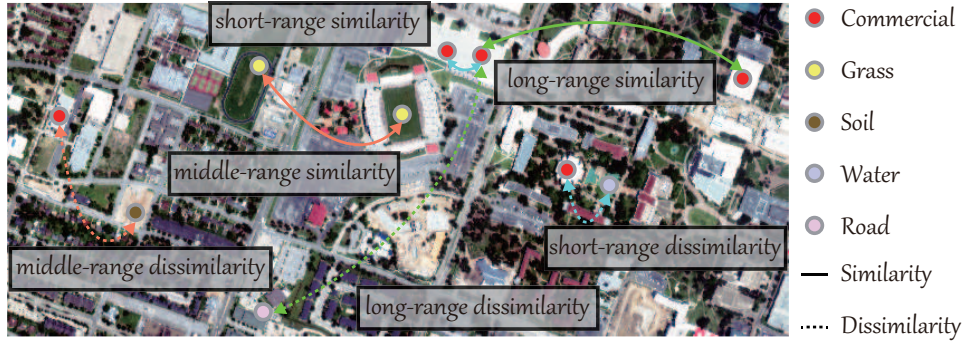 short-range similarity
long-range similarity
middle-range similarity
short-range dissimilarity
middle-range dissimilarity
long-range dissimilarity
Commercial
Grass
Soil
Water
Road
Similarity
Dissimilarity